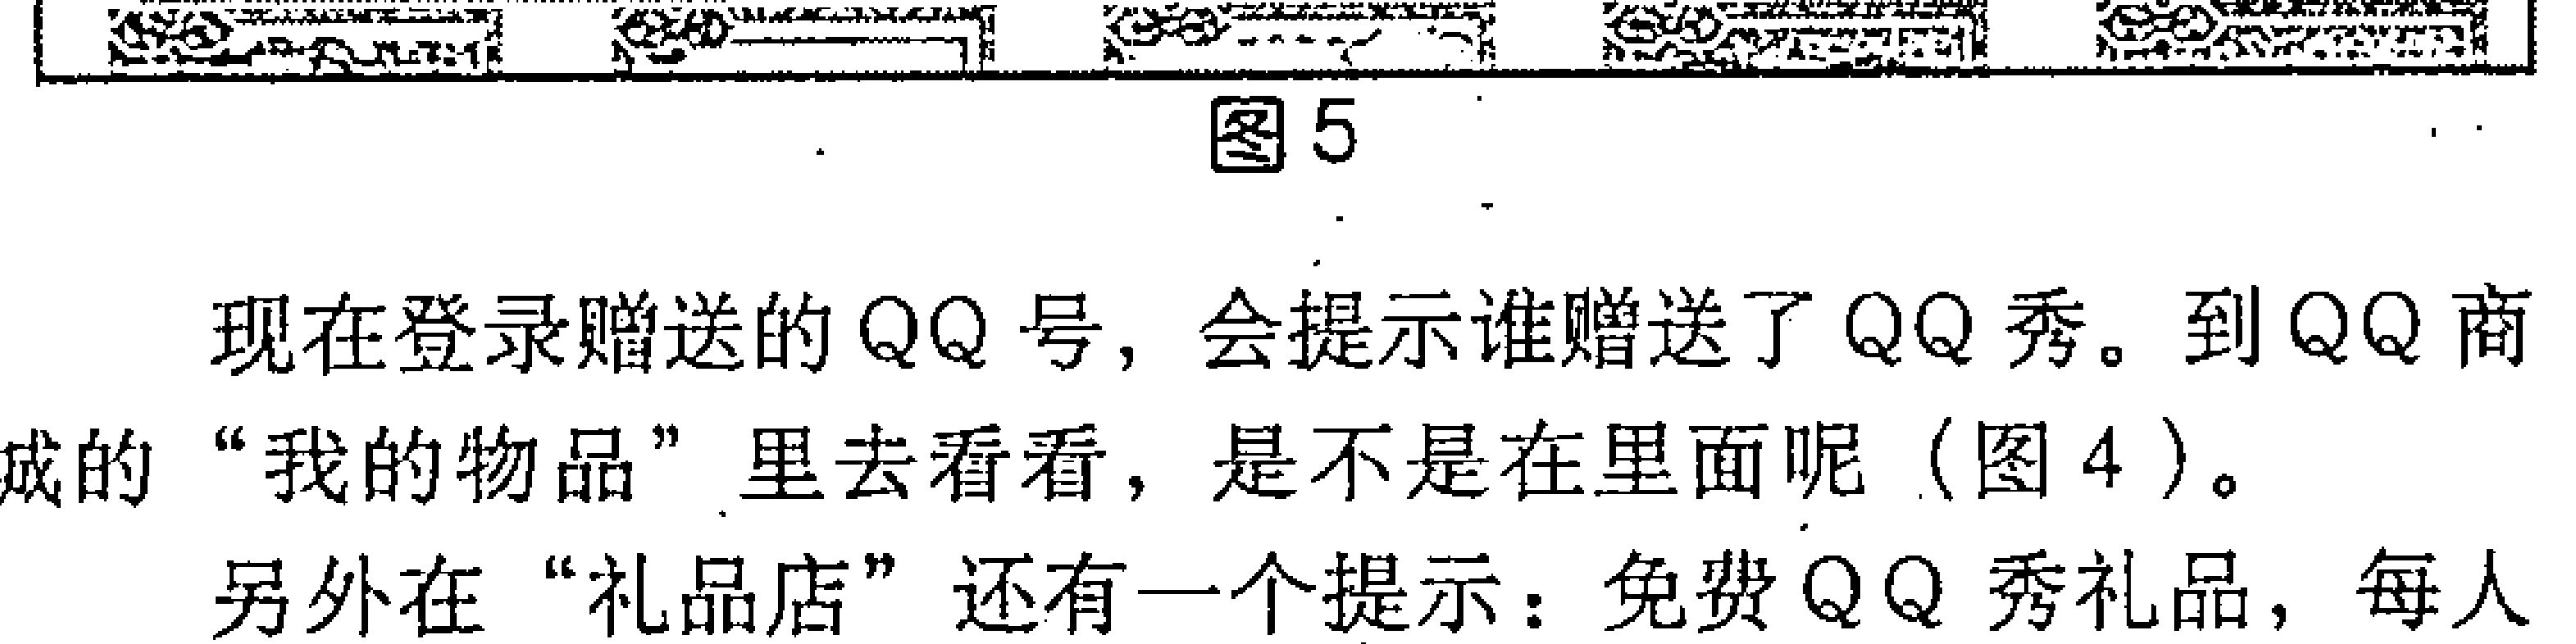 图5
现在登录赠送的QQ号，会提示谁赠送了QQ秀。到QQ商
城的“我的物品”里去看看，是不是在里面呢（图4）。
另外在“礼品店”还有一个提示：免费QQ秀礼品，每人